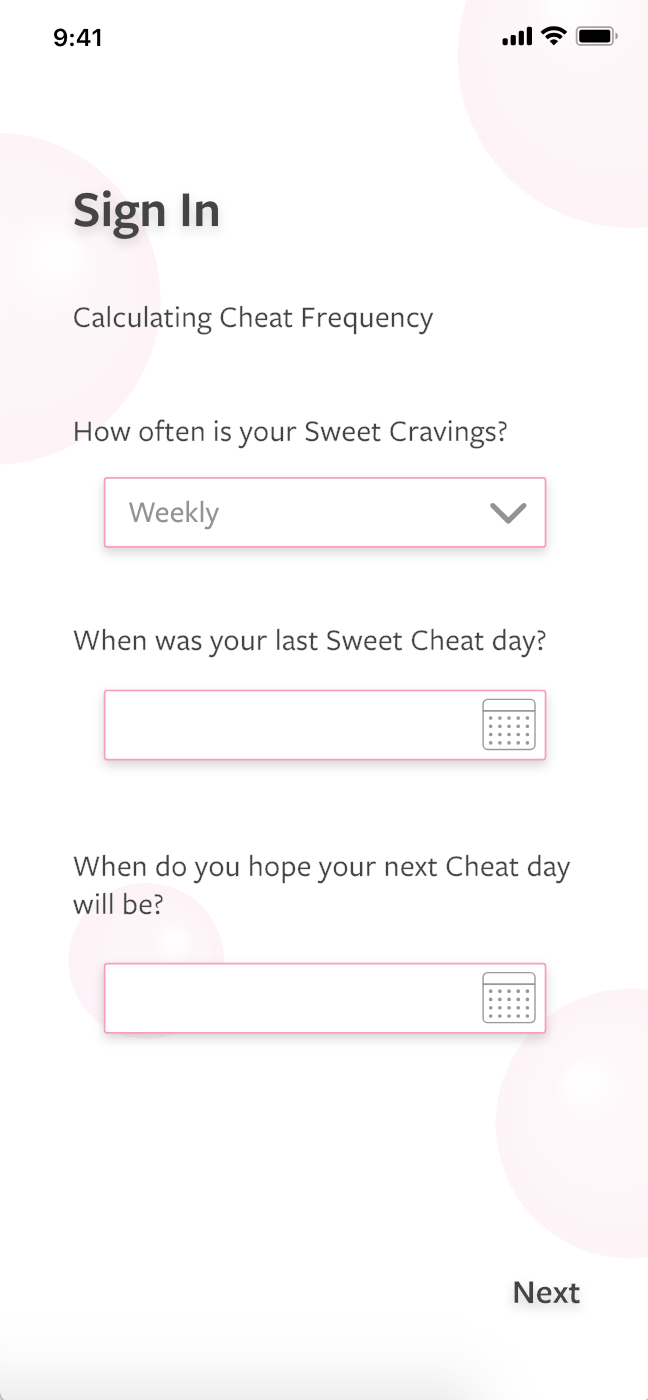 9:41
Sign In
Calculating Cheat Frequency
How often is your Sweet Cravings?
Weekly
When was your last Sweet Cheat day?
When do you hope your next Cheat day
will be?
Next